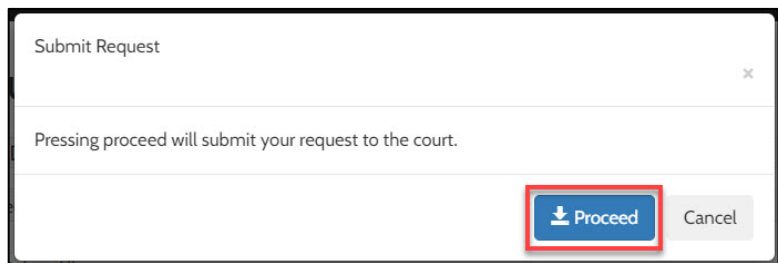 Submit Request
×
Pressing proceed will submit your request to the court.
Proceed Cancel